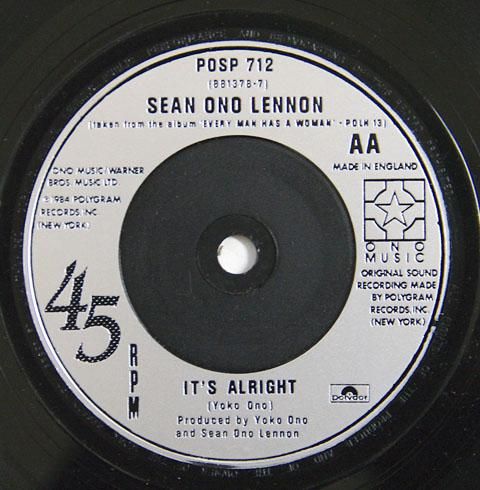 POSP 712
(881378-7)
SEAN ONO LENNON
(taken from the album 'EVERY MAN HAS A WOMAN' - POLH 13)
AA
MADE IN ENGLAND
ONO MUSIC/WARNER
BROS. MUSIC LTD.
℗1984 POLYGRAM
RECORDS, INC.
(NEW YORK)
ONO
MUSIC
ORIGINAL SOUND
RECORDING MADE
BY POLYGRAM
RECORDS, INC.
(NEW YORK)
45
RPM
IT'S ALRIGHT
(Yoko Ono)
Produced by Yoko Ono
and Sean Ono Lennon
polydor